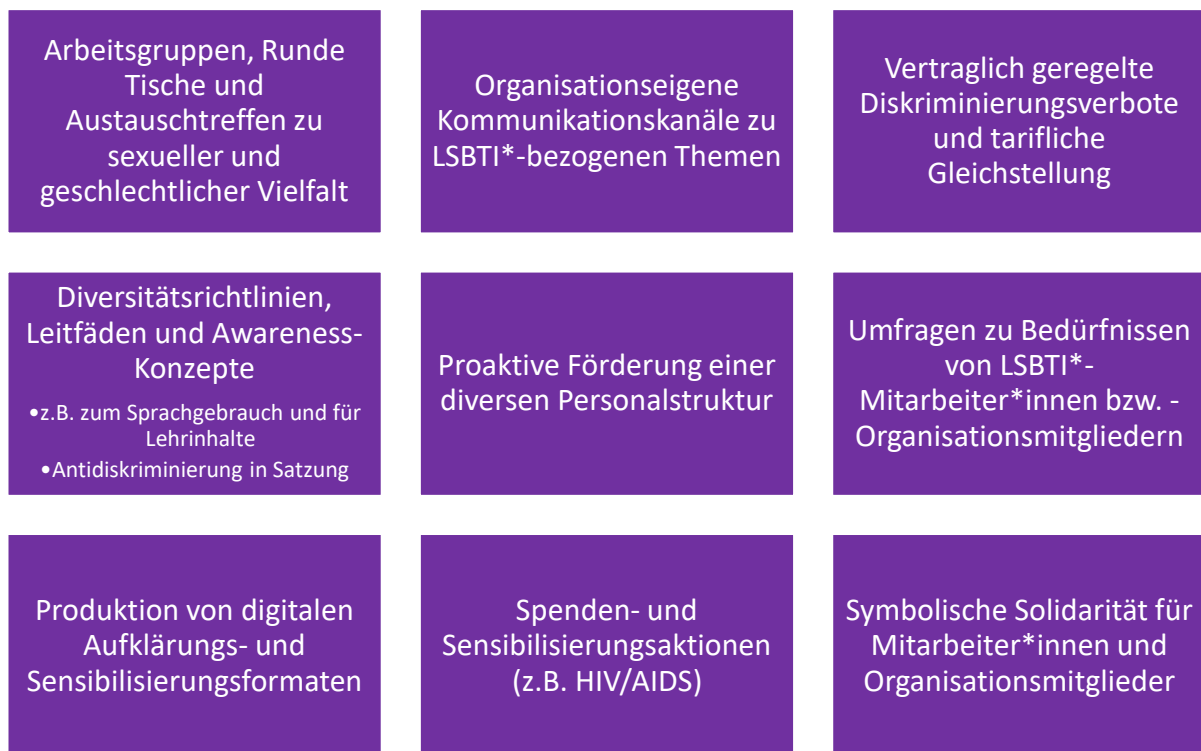 Arbeitsgruppen, Runde
Tische und
Austauschtreffen zu
sexueller und
geschlechtlicher Vielfalt
Organisationseigene
Kommunikationskanäle zu
LSBTI*-bezogenen Themen
Vertraglich geregelte
Diskriminierungsverbote
und tarifliche
Gleichstellung
Diversitätsrichtlinien,
Leitfäden und Awareness-
Konzepte
•z.B. zum Sprachgebrauch und für
Lehrinhalte
•Antidiskriminierung in Satzung
Proaktive Förderung einer
diversen Personalstruktur
Umfragen zu Bedürfnissen
von LSBTI*-
Mitarbeiter*innen bzw. -
Organisationsmitgliedern
Produktion von digitalen
Aufklärungs- und
Sensibilisierungsformaten
Spenden- und
Sensibilisierungsaktionen
(z.B. HIV/AIDS)
Symbolische Solidarität für
Mitarbeiter*innen und
Organisationsmitglieder